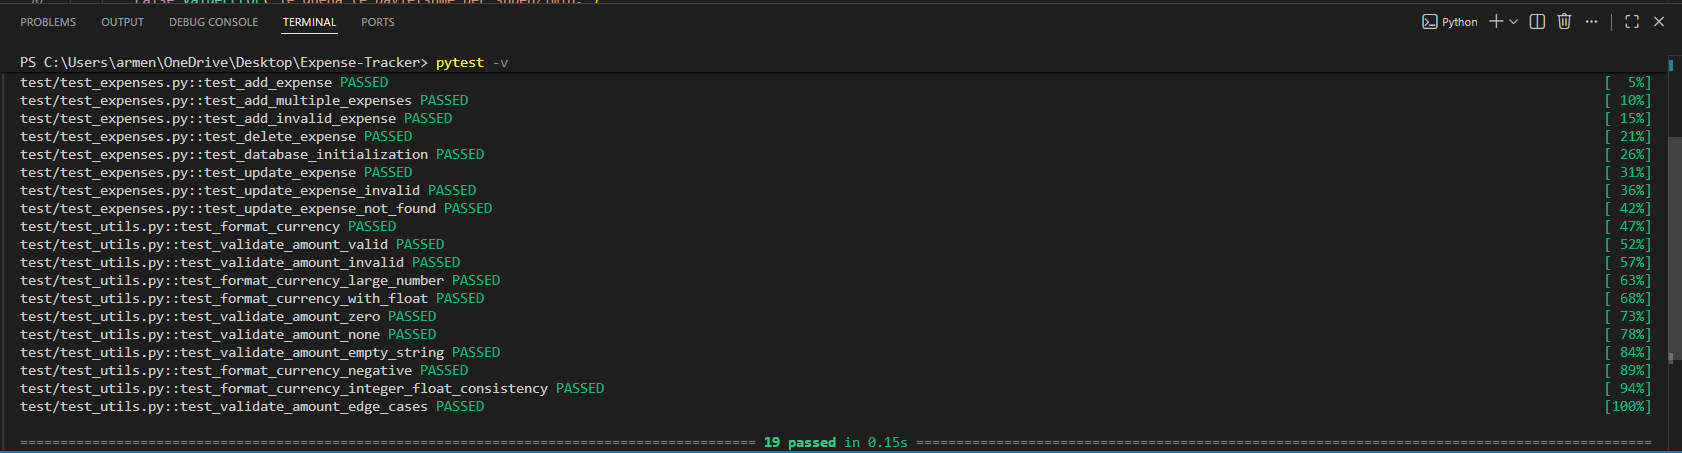 PROBLEMS OUTPUT DEBUG CONSOLE TERMINAL PORTS Python
PS C:\Users\armen\OneDrive\Desktop\Expense-Tracker> pytest -v
test/test_expenses.py::test_add_expense PASSED [  5%]
test/test_expenses.py::test_add_multiple_expenses PASSED [ 10%]
test/test_expenses.py::test_add_invalid_expense PASSED [ 15%]
test/test_expenses.py::test_delete_expense PASSED [ 21%]
test/test_expenses.py::test_database_initialization PASSED [ 26%]
test/test_expenses.py::test_update_expense PASSED [ 31%]
test/test_expenses.py::test_update_expense_invalid PASSED [ 36%]
test/test_expenses.py::test_update_expense_not_found PASSED [ 42%]
test/test_utils.py::test_format_currency PASSED [ 47%]
test/test_utils.py::test_validate_amount_valid PASSED [ 52%]
test/test_utils.py::test_validate_amount_invalid PASSED [ 57%]
test/test_utils.py::test_format_currency_large_number PASSED [ 63%]
test/test_utils.py::test_format_currency_with_float PASSED [ 68%]
test/test_utils.py::test_validate_amount_zero PASSED [ 73%]
test/test_utils.py::test_validate_amount_none PASSED [ 78%]
test/test_utils.py::test_validate_amount_empty_string PASSED [ 84%]
test/test_utils.py::test_format_currency_negative PASSED [ 89%]
test/test_utils.py::test_format_currency_integer_float_consistency PASSED [ 94%]
test/test_utils.py::test_validate_amount_edge_cases PASSED [100%]
19 passed in 0.15s